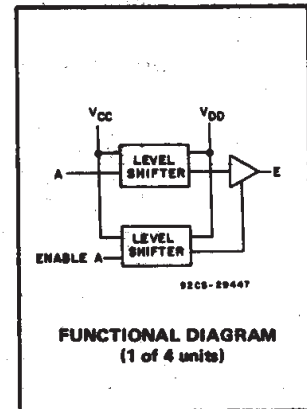 VCC VDD
LEVEL
SHIFTER
A E
LEVEL
SHIFTER
ENABLE A
92CS-29447
FUNCTIONAL DIAGRAM
(1 of 4 units)